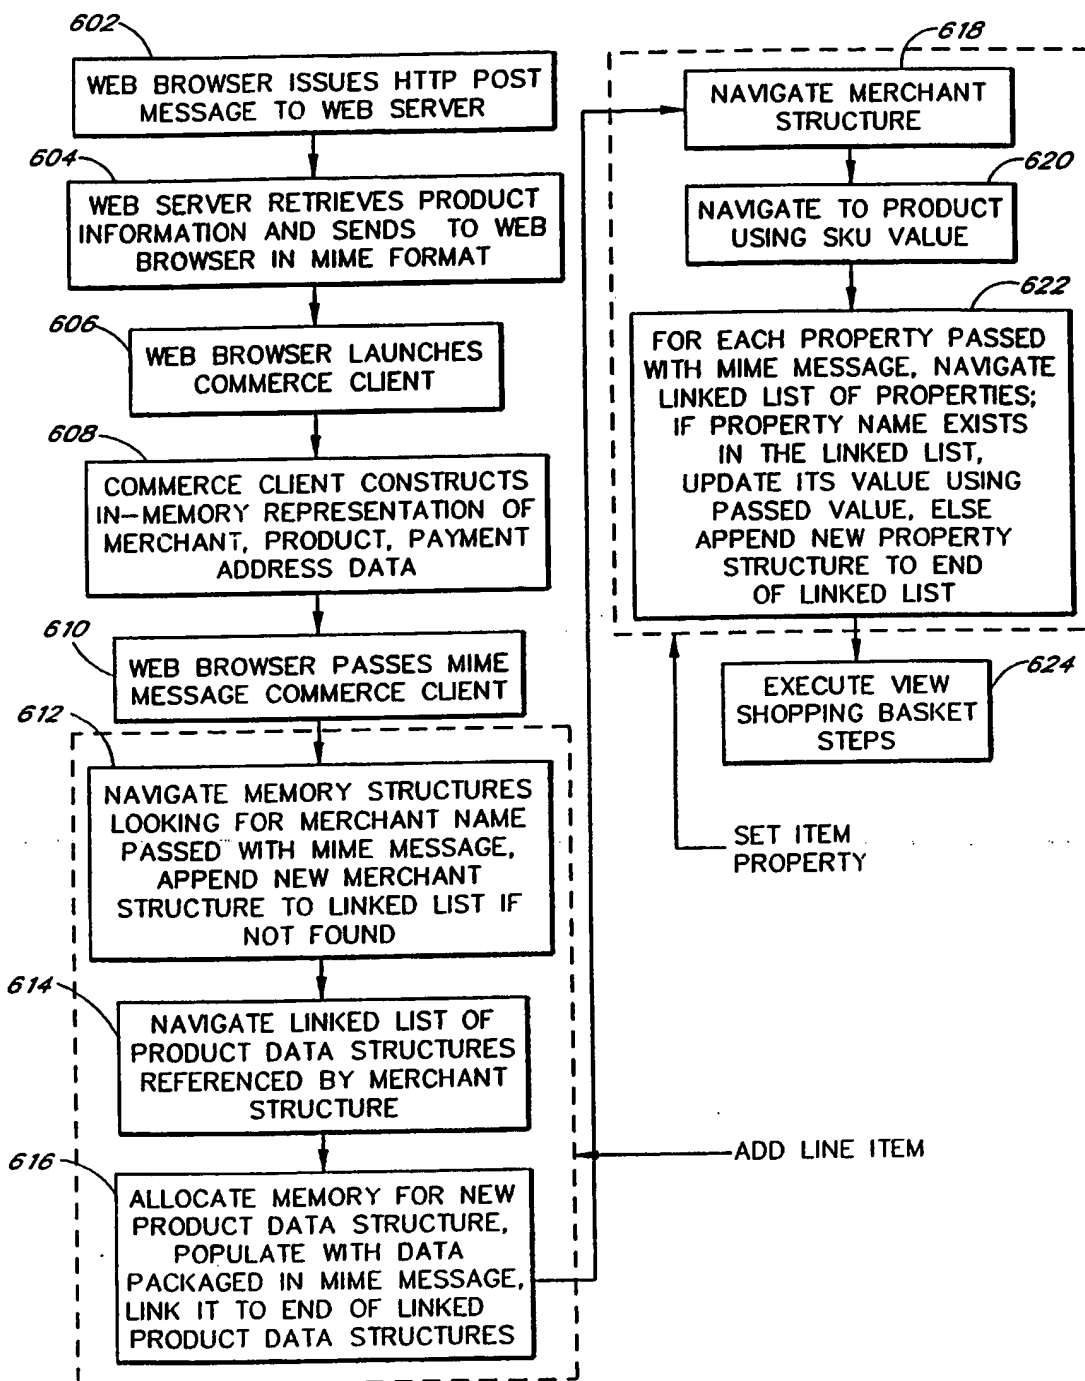 602
WEB BROWSER ISSUES HTTP POST
MESSAGE TO WEB SERVER
604
WEB SERVER RETRIEVES PRODUCT
INFORMATION AND SENDS TO WEB
BROWSER IN MIME FORMAT
606
WEB BROWSER LAUNCHES
COMMERCE CLIENT
608
COMMERCE CLIENT CONSTRUCTS
IN-MEMORY REPRESENTATION OF
MERCHANT, PRODUCT, PAYMENT
ADDRESS DATA
610
WEB BROWSER PASSES MIME
MESSAGE COMMERCE CLIENT
612
NAVIGATE MEMORY STRUCTURES
LOOKING FOR MERCHANT NAME
PASSED WITH MIME MESSAGE,
APPEND NEW MERCHANT
STRUCTURE TO LINKED LIST IF
NOT FOUND
614
NAVIGATE LINKED LIST OF
PRODUCT DATA STRUCTURES
REFERENCED BY MERCHANT
STRUCTURE
616
ALLOCATE MEMORY FOR NEW
PRODUCT DATA STRUCTURE,
POPULATE WITH DATA
PACKAGED IN MIME MESSAGE,
LINK IT TO END OF LINKED
PRODUCT DATA STRUCTURES
ADD LINE ITEM
618
NAVIGATE MERCHANT
STRUCTURE
620
NAVIGATE TO PRODUCT
USING SKU VALUE
622
FOR EACH PROPERTY PASSED
WITH MIME MESSAGE, NAVIGATE
LINKED LIST OF PROPERTIES;
IF PROPERTY NAME EXISTS
IN THE LINKED LIST,
UPDATE ITS VALUE USING
PASSED VALUE, ELSE
APPEND NEW PROPERTY
STRUCTURE TO END
OF LINKED LIST
624
EXECUTE VIEW
SHOPPING BASKET
STEPS
SET ITEM
PROPERTY